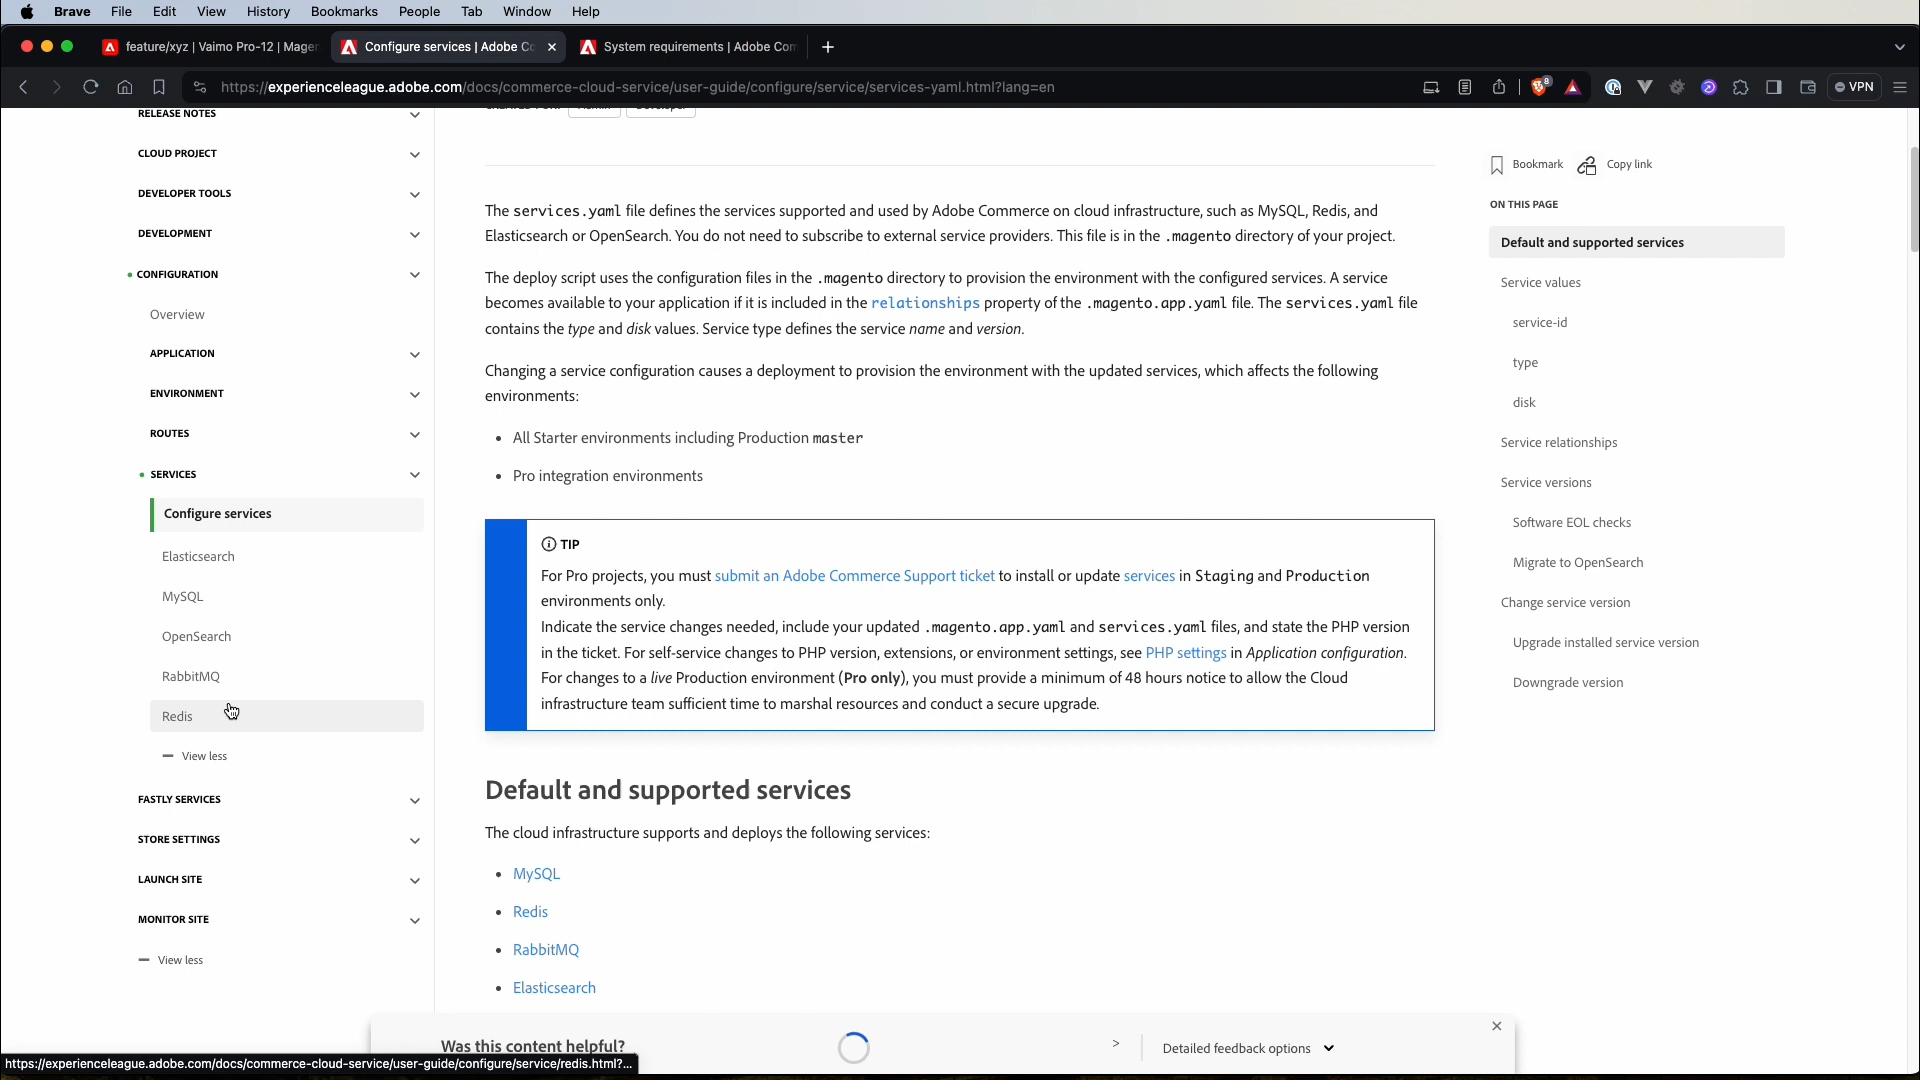 Brave File Edit View History Bookmarks People Tab Window Help
feature/xyz | Vaimo Pro-12 | Magen
Configure services | Adobe Co
System requirements | Adobe Com
https://experienceleague.adobe.com/docs/commerce-cloud-service/user-guide/configure/service/services-yaml.html?lang=en
8
VPN
RELEASE NOTES
CLOUD PROJECT
DEVELOPER TOOLS
DEVELOPMENT
CONFIGURATION
Overview
APPLICATION
ENVIRONMENT
ROUTES
SERVICES
Configure services
Elasticsearch
MySQL
OpenSearch
RabbitMQ
Redis
View less
FASTLY SERVICES
STORE SETTINGS
LAUNCH SITE
MONITOR SITE
View less
The services.yaml file defines the services supported and used by Adobe Commerce on cloud infrastructure, such as MySQL, Redis, and
Elasticsearch or OpenSearch. You do not need to subscribe to external service providers. This file is in the .magento directory of your project.
The deploy script uses the configuration files in the .magento directory to provision the environment with the configured services. A service
becomes available to your application if it is included in the relationships property of the .magento.app.yaml file. The services.yaml file
contains the type and disk values. Service type defines the service name and version.
Changing a service configuration causes a deployment to provision the environment with the updated services, which affects the following
environments:
• All Starter environments including Production master
• Pro integration environments
TIP
For Pro projects, you must submit an Adobe Commerce Support ticket to install or update services in Staging and Production
environments only.
Indicate the service changes needed, include your updated .magento.app.yaml and services.yaml files, and state the PHP version
in the ticket. For self-service changes to PHP version, extensions, or environment settings, see PHP settings in Application configuration.
For changes to a live Production environment (Pro only), you must provide a minimum of 48 hours notice to allow the Cloud
infrastructure team sufficient time to marshal resources and conduct a secure upgrade.
Default and supported services
The cloud infrastructure supports and deploys the following services:
• MySQL
• Redis
• RabbitMQ
• Elasticsearch
Bookmark
Copy link
ON THIS PAGE
Default and supported services
Service values
service-id
type
disk
Service relationships
Service versions
Software EOL checks
Migrate to OpenSearch
Change service version
Upgrade installed service version
Downgrade version
Was this content helpful?
>
Detailed feedback options
https://experienceleague.adobe.com/docs/commerce-cloud-service/user-guide/configure/service/redis.html?...